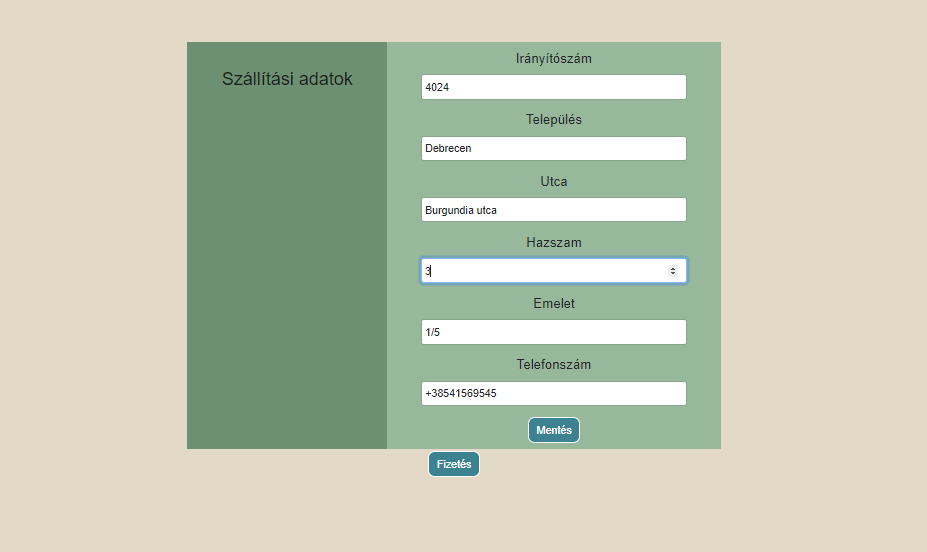 Szállítási adatok
Irányítószám
4024
Település
Debrecen
Utca
Burgundia utca
Hazszam
3
Emelet
1/5
Telefonszám
+38541569545
Mentés
Fizetés